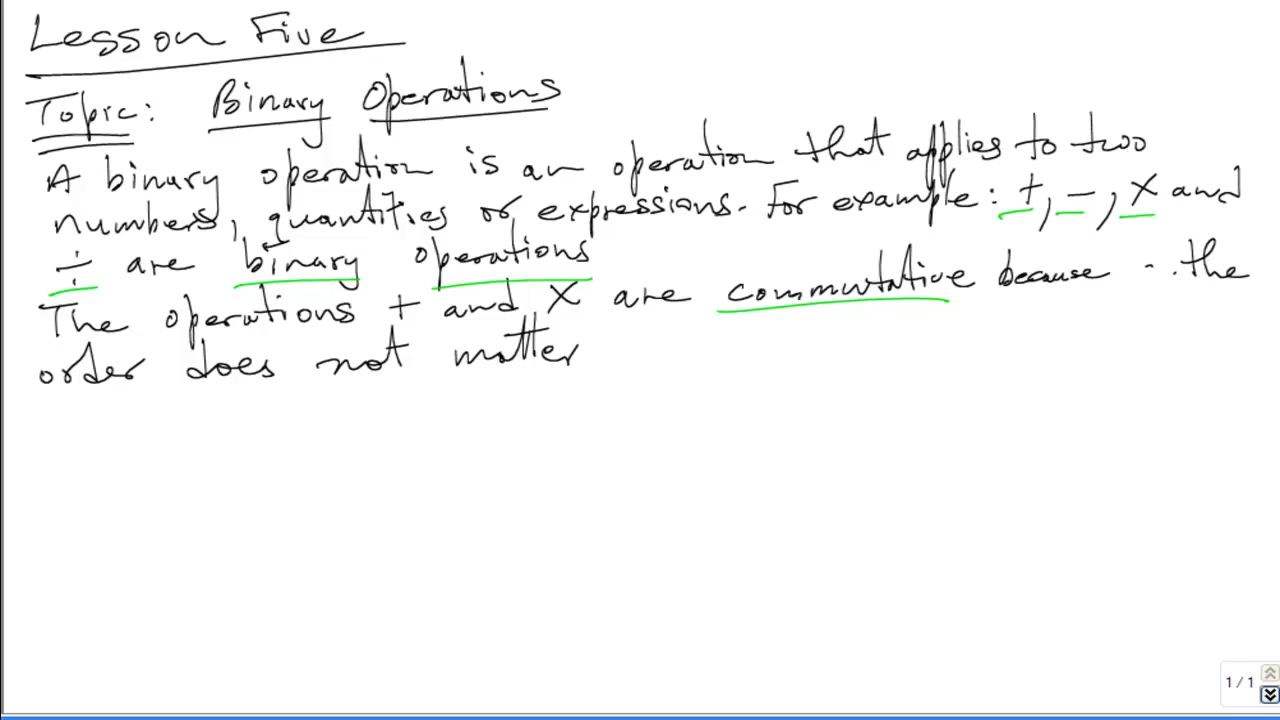 Lesson Five
Topic: Binary Operations
A binary operation is an operation that applies to two
numbers, quantities or expressions. For example: +, -, × and
÷ are binary operations
The operations + and × are commutative because the
order does not matter
1 / 1